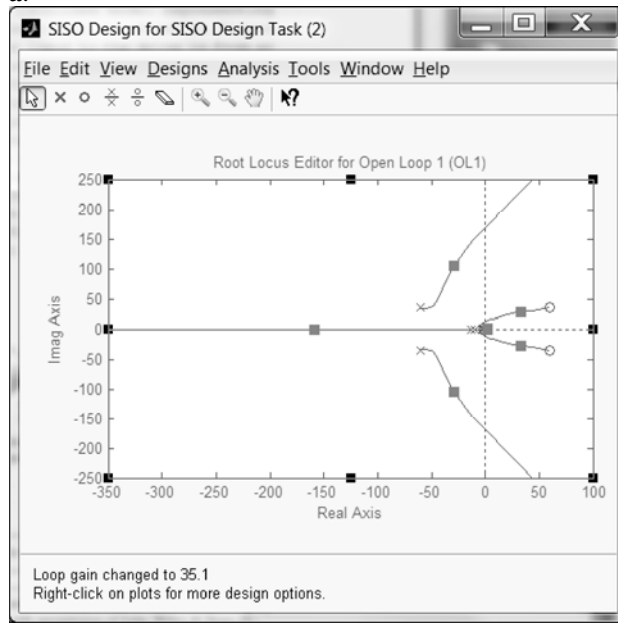 SISO Design for SISO Design Task (2)
File Edit View Designs Analysis Tools Window Help
Root Locus Editor for Open Loop 1 (OL1)
250
200
150
100
50
0
-50
-100
-150
-200
-250
Imag Axis
-350 -300 -250 -200 -150 -100 -50 0 50 100
Real Axis
Loop gain changed to 35.1
Right-click on plots for more design options.